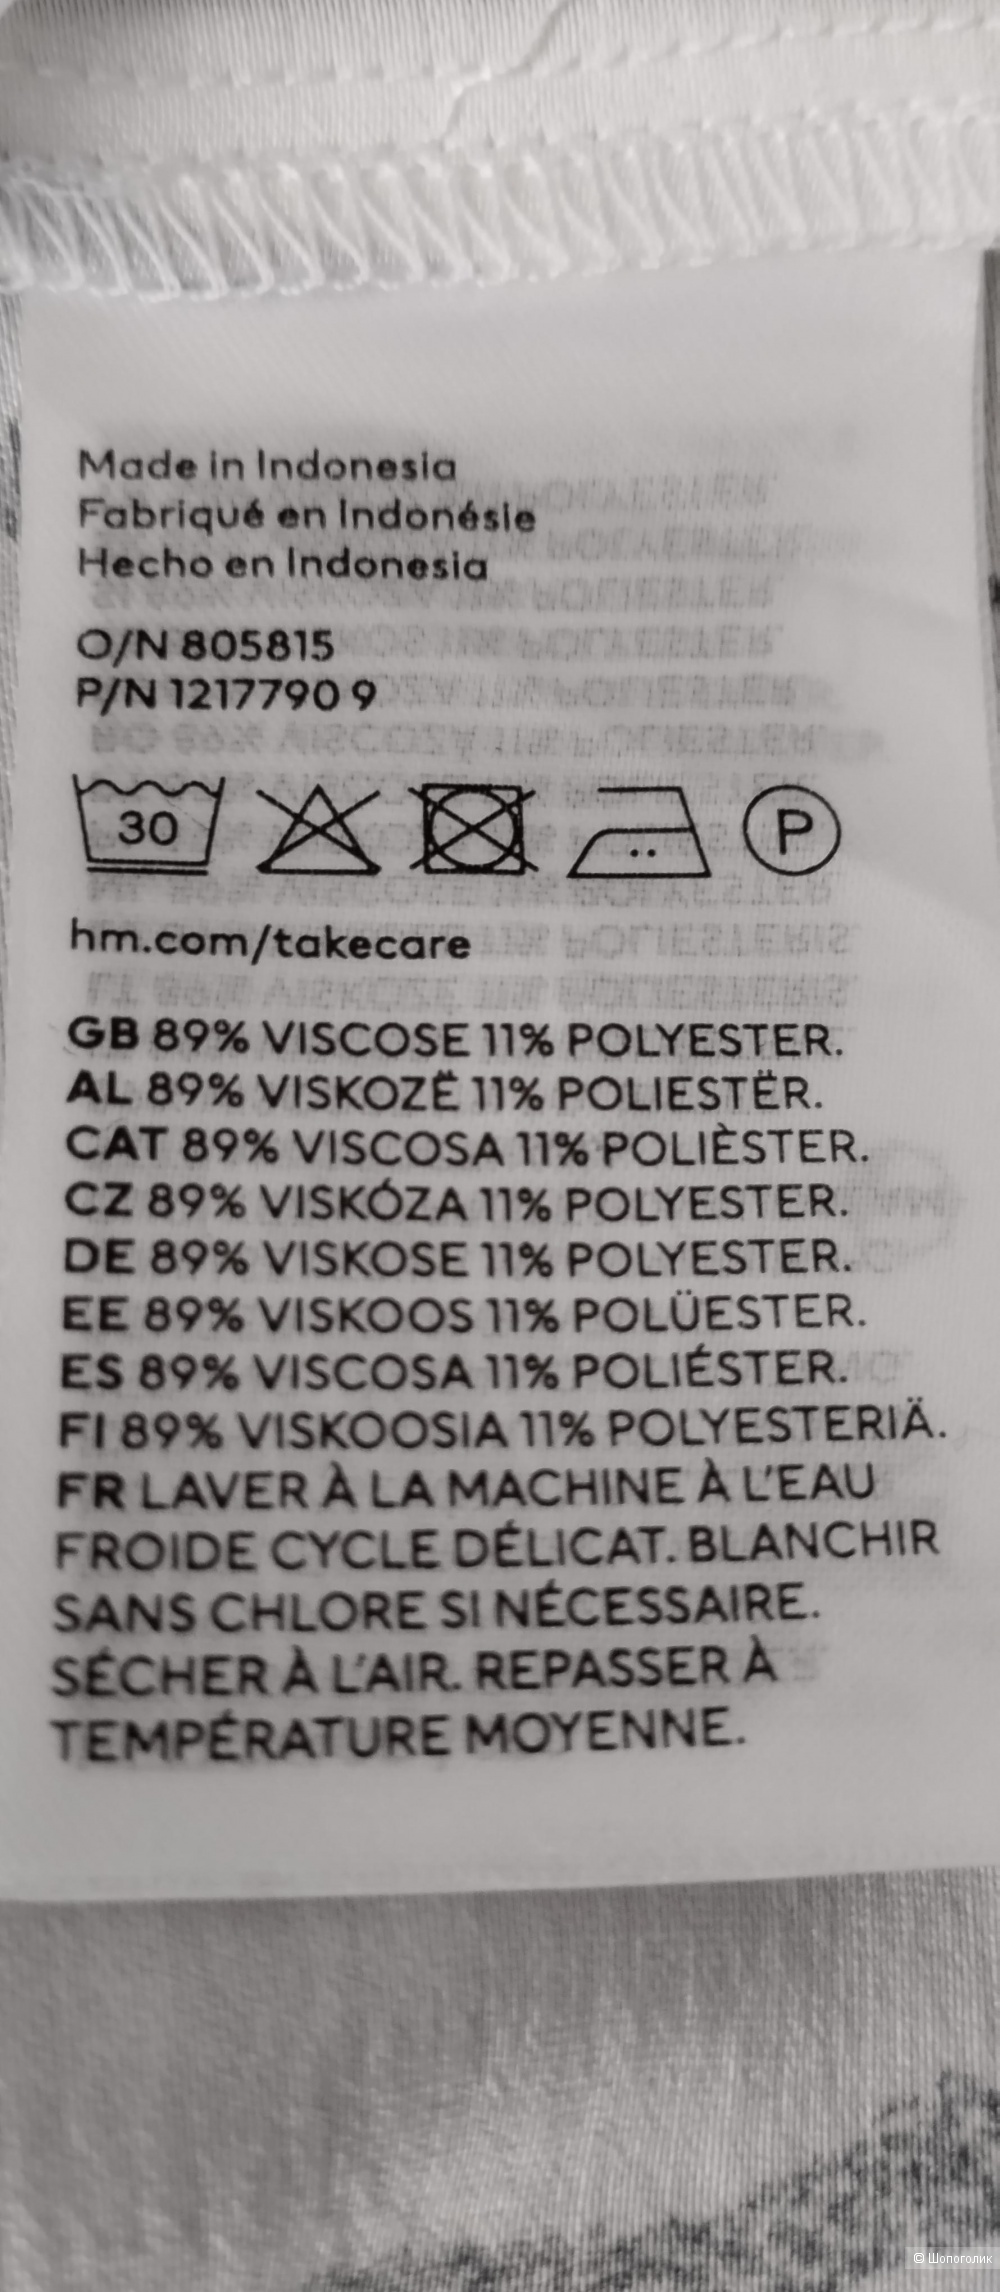 Made in Indonesia
Fabriqué en Indonésie
Hecho en Indonesia
O/N 805815
P/N 1217790 9
30
P
hm.com/takecare
GB 89% VISCOSE 11% POLYESTER.
AL 89% VISKOZË 11% POLIESTËR.
CAT 89% VISCOSA 11% POLIÈSTER.
CZ 89% VISKÓZA 11% POLYESTER.
DE 89% VISKOSE 11% POLYESTER.
EE 89% VISKOOS 11% POLÜESTER.
ES 89% VISCOSA 11% POLIÉSTER.
FI 89% VISKOOSIA 11% POLYESTERIÄ.
FR LAVER À LA MACHINE À L'EAU
FROIDE CYCLE DÉLICAT. BLANCHIR
SANS CHLORE SI NÉCESSAIRE.
SÉCHER À L'AIR. REPASSER À
TEMPÉRATURE MOYENNE.
© Шопоголик